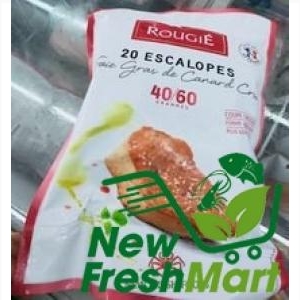 ROUGIÉ
20 ESCALOPES
Foie Gras de Canard Cru
40/60
GRAMMES
New
FreshMart